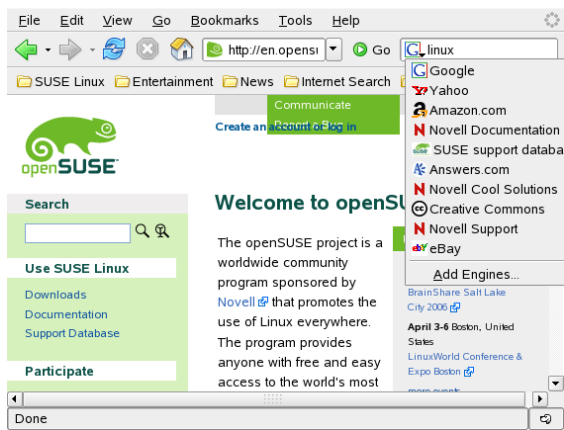 File Edit View Go Bookmarks Tools Help
http://en.opensu Go linux
SUSE Linux Entertainment News Internet Search
Google
Yahoo
Amazon.com
Novell Documentation
SUSE support databa
Answers.com
Novell Cool Solutions
Creative Commons
Novell Support
eBay
Add Engines...
Communicate
Create an account or log in
openSUSE
Search
Use SUSE Linux
Downloads
Documentation
Support Database
Participate
Welcome to openSU
The openSUSE project is a
worldwide community
program sponsored by
Novell that promotes the
use of Linux everywhere.
The program provides
anyone with free and easy
access to the world's most
BrainShare Salt Lake
City 2006
April 3-6 Boston, United
States
LinuxWorld Conference &
Expo Boston
more events
Done